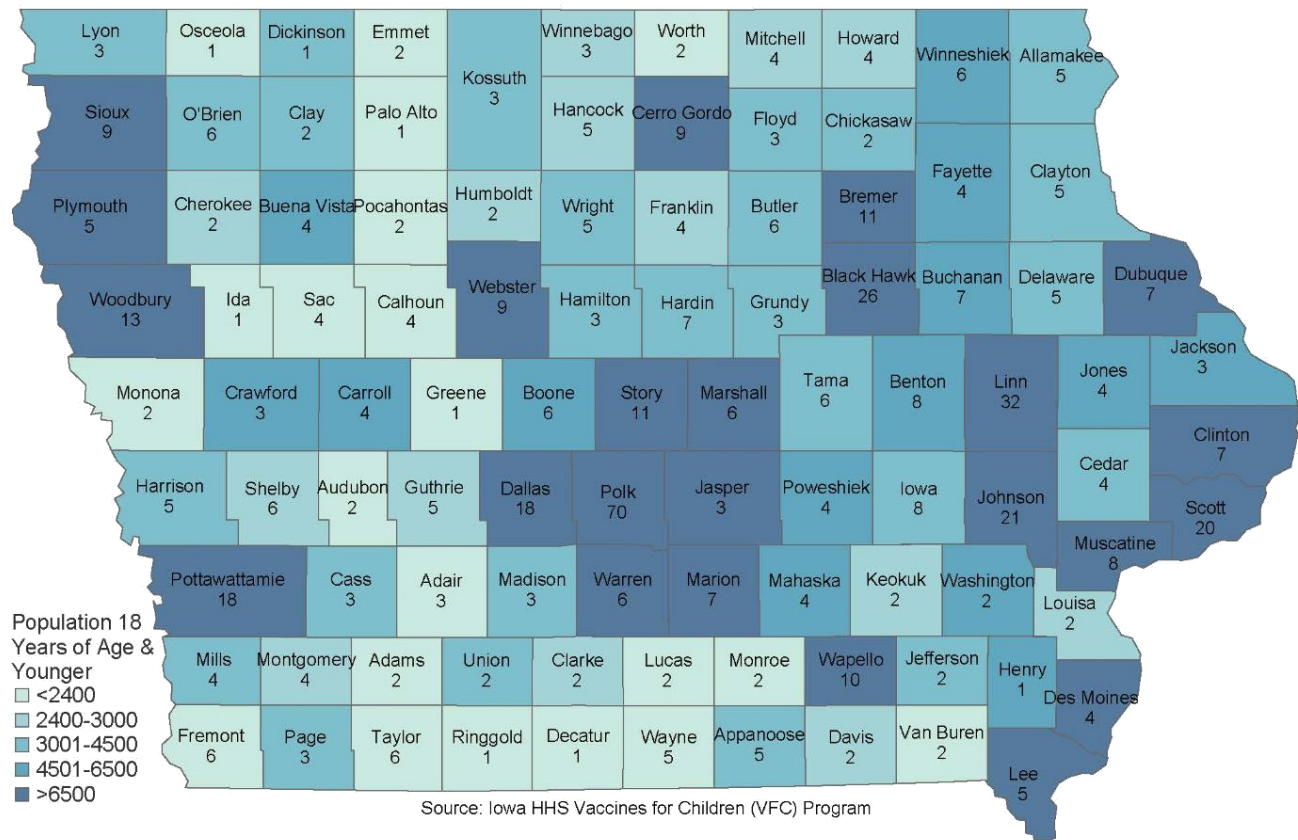 Lyon
3
Osceola
1
Dickinson
1
Emmet
2
Kossuth
3
Winnebago
3
Worth
2
Mitchell
4
Howard
4
Winneshiek
6
Allamakee
5
Sioux
9
O'Brien
6
Clay
2
Palo Alto
1
Hancock
5
Cerro Gordo
9
Floyd
3
Chickasaw
2
Fayette
4
Clayton
5
Plymouth
5
Cherokee
2
Buena Vista
4
Pocahontas
2
Humboldt
2
Wright
5
Franklin
4
Butler
6
Bremer
11
Woodbury
13
Ida
1
Sac
4
Calhoun
4
Webster
9
Hamilton
3
Hardin
7
Grundy
3
Black Hawk
26
Buchanan
7
Delaware
5
Dubuque
7
Monona
2
Crawford
3
Carroll
4
Greene
1
Boone
6
Story
11
Marshall
6
Tama
6
Benton
8
Linn
32
Jones
4
Jackson
3
Clinton
7
Harrison
5
Shelby
6
Audubon
2
Guthrie
5
Dallas
18
Polk
70
Jasper
3
Poweshiek
4
Iowa
8
Johnson
21
Cedar
4
Scott
20
Muscatine
8
Pottawattamie
18
Cass
3
Adair
3
Madison
3
Warren
6
Marion
7
Mahaska
4
Keokuk
2
Washington
2
Louisa
2
Mills
4
Montgomery
4
Adams
2
Union
2
Clarke
2
Lucas
2
Monroe
2
Wapello
10
Jefferson
2
Henry
1
Des Moines
4
Fremont
6
Page
3
Taylor
6
Ringgold
1
Decatur
1
Wayne
5
Appanoose
5
Davis
2
Van Buren
2
Lee
5
Population 18
Years of Age &
Younger
<2400
2400-3000
3001-4500
4501-6500
>6500
Source: Iowa HHS Vaccines for Children (VFC) Program